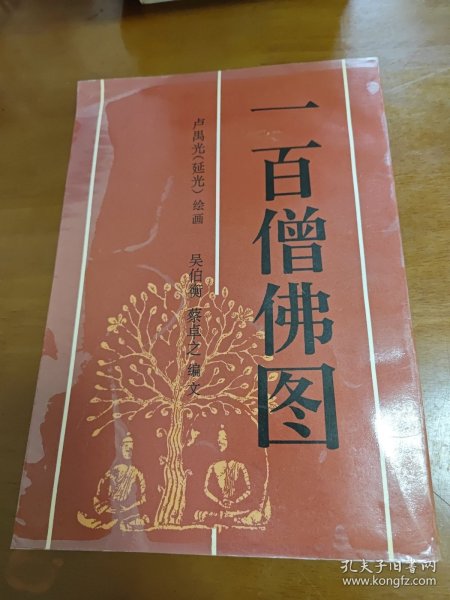 一百僧佛图
卢禺光（延光）绘画
吴伯衡 蔡卓之 编文
孔夫子旧书网
www.kongfz.com